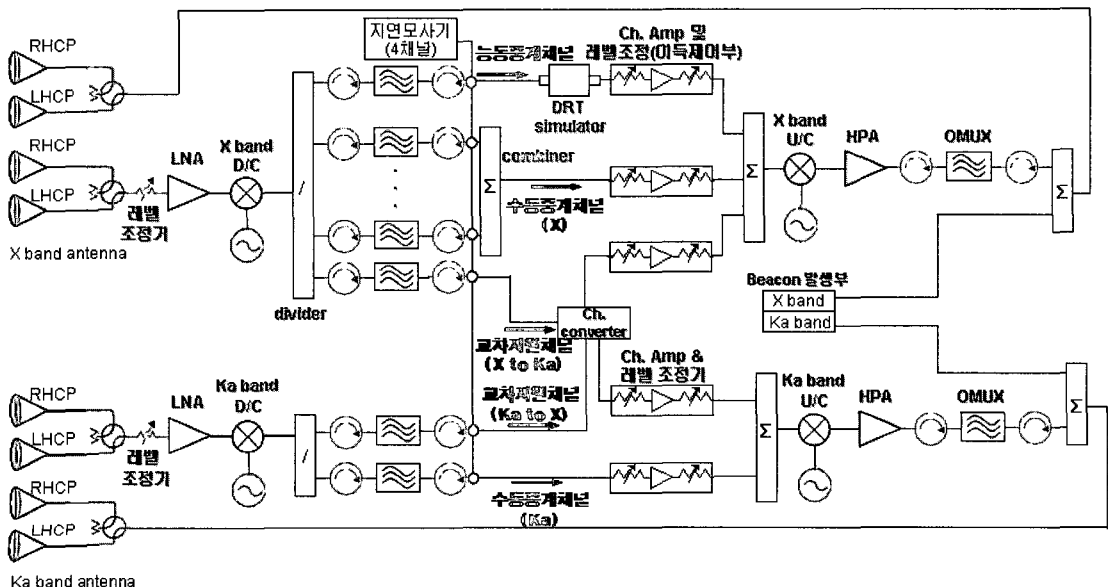 RHCP
LHCP
RHCP
LHCP
레벨
조정기
X band antenna
LNA
X band
D/C
/
divider
지연모사기
(4채널)
능동중계채널
DRT
simulator
Ch. Amp 및
레벨조정(이득제어부)
Σ
combiner
수동중계채널
(X)
Σ
X band
U/C
HPA
OMUX
Σ
Beacon 발생부
X band
Ka band
Ch.
converter
교차지원채널
(X to Ka)
교차지원채널
(Ka to X)
Ch. Amp &
레벨 조정기
RHCP
LHCP
레벨
조정기
LNA
Ka band
D/C
/
수동중계채널
(Ka)
Σ
Ka band
U/C
HPA
OMUX
Σ
RHCP
LHCP
Ka band antenna